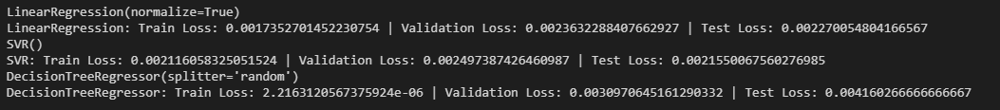 LinearRegression(normalize=True)
LinearRegression: Train Loss: 0.0017352701452230754 | Validation Loss: 0.0023632288407662927 | Test Loss: 0.002270054804166567
SVR()
SVR: Train Loss: 0.002116058325051524 | Validation Loss: 0.002497387426460987 | Test Loss: 0.0021550067560276985
DecisionTreeRegressor(splitter='random')
DecisionTreeRegressor: Train Loss: 2.2163120567375924e-06 | Validation Loss: 0.0030970645161290332 | Test Loss: 0.004160266666666667